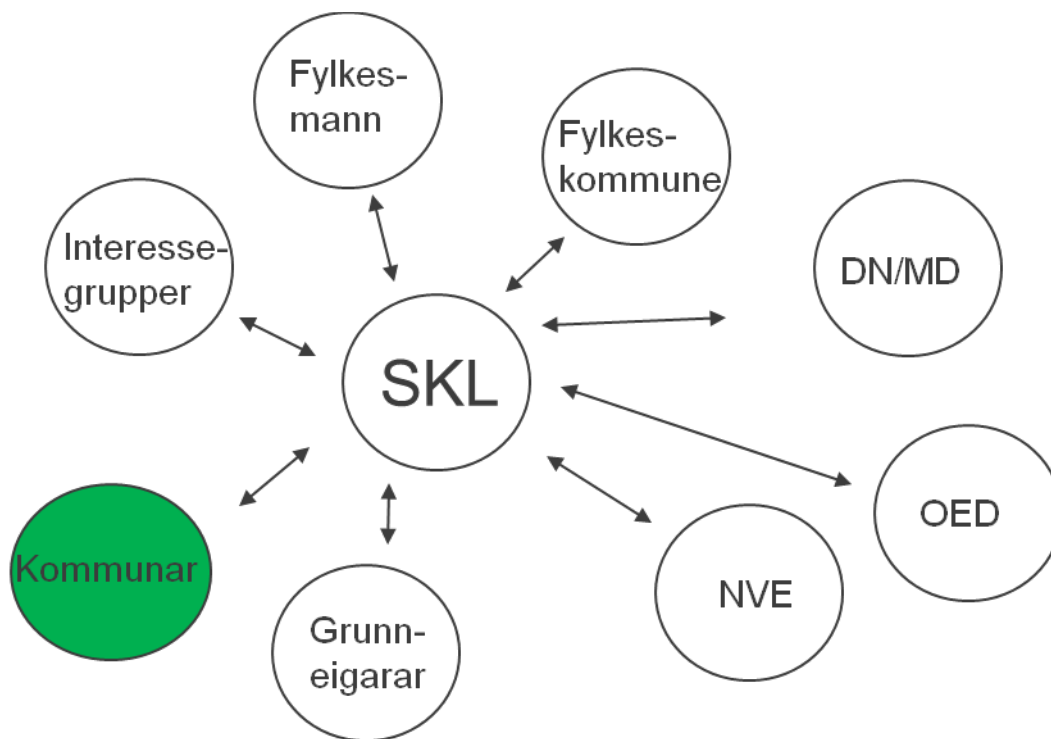 Fylkes-
mann
Fylkes-
kommune
Interesse-
grupper
DN/MD
SKL
OED
Kommunar
NVE
Grunn-
eigarar